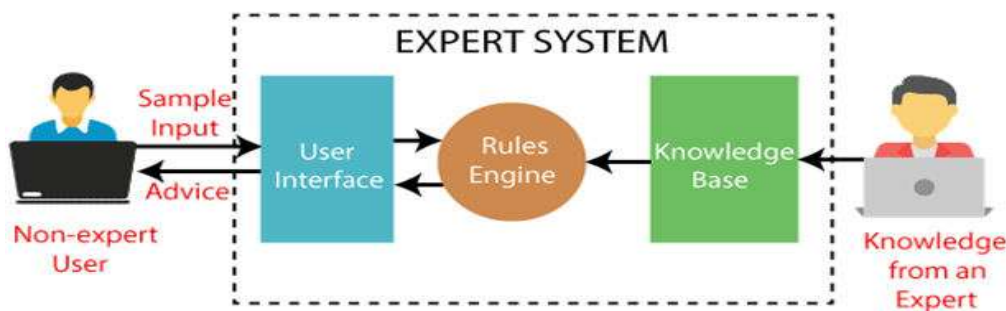 EXPERT SYSTEM
Sample
Input
Advice
Non-expert
User
User
Interface
Rules
Engine
Knowledge
Base
Knowledge
from an
Expert